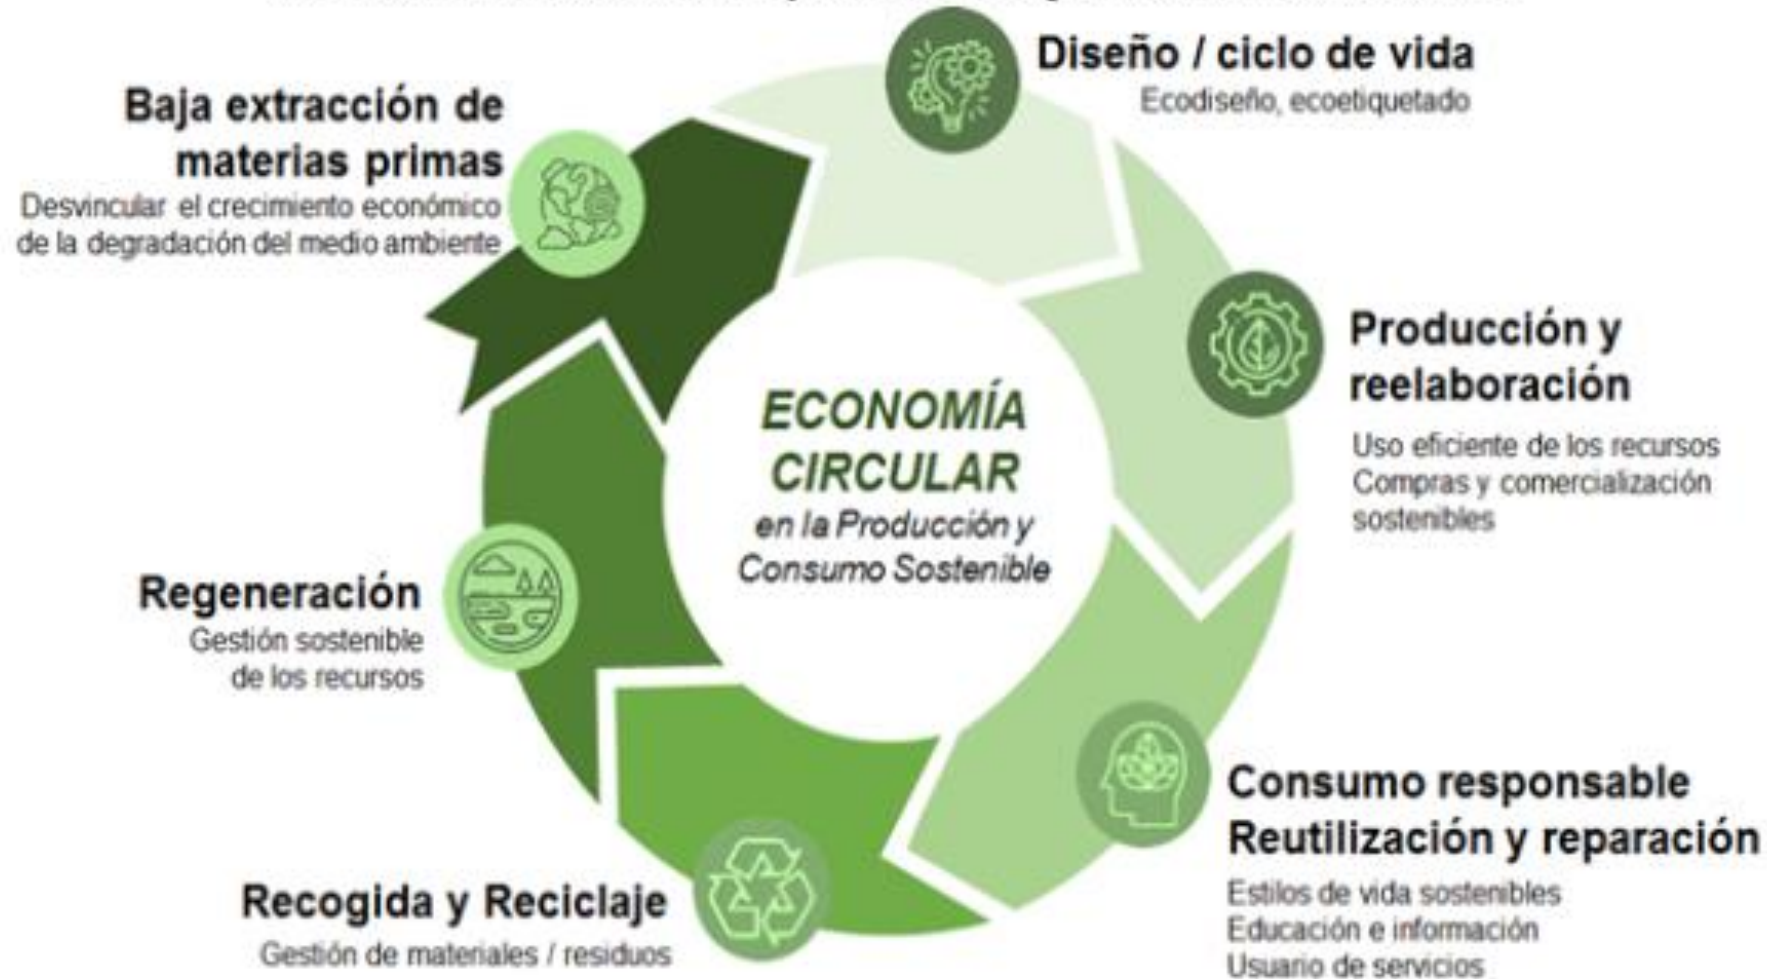 Diseño / ciclo de vida
Ecodiseño, ecoetiquetado
Baja extracción de
materias primas
Desvincular el crecimiento económico
de la degradación del medio ambiente
Producción y
reelaboración
Uso eficiente de los recursos
Compras y comercialización
sostenibles
ECONOMÍA
CIRCULAR
en la Producción y
Consumo Sostenible
Regeneración
Gestión sostenible
de los recursos
Consumo responsable
Reutilización y reparación
Estilos de vida sostenibles
Educación e información
Usuario de servicios
Recogida y Reciclaje
Gestión de materiales / residuos